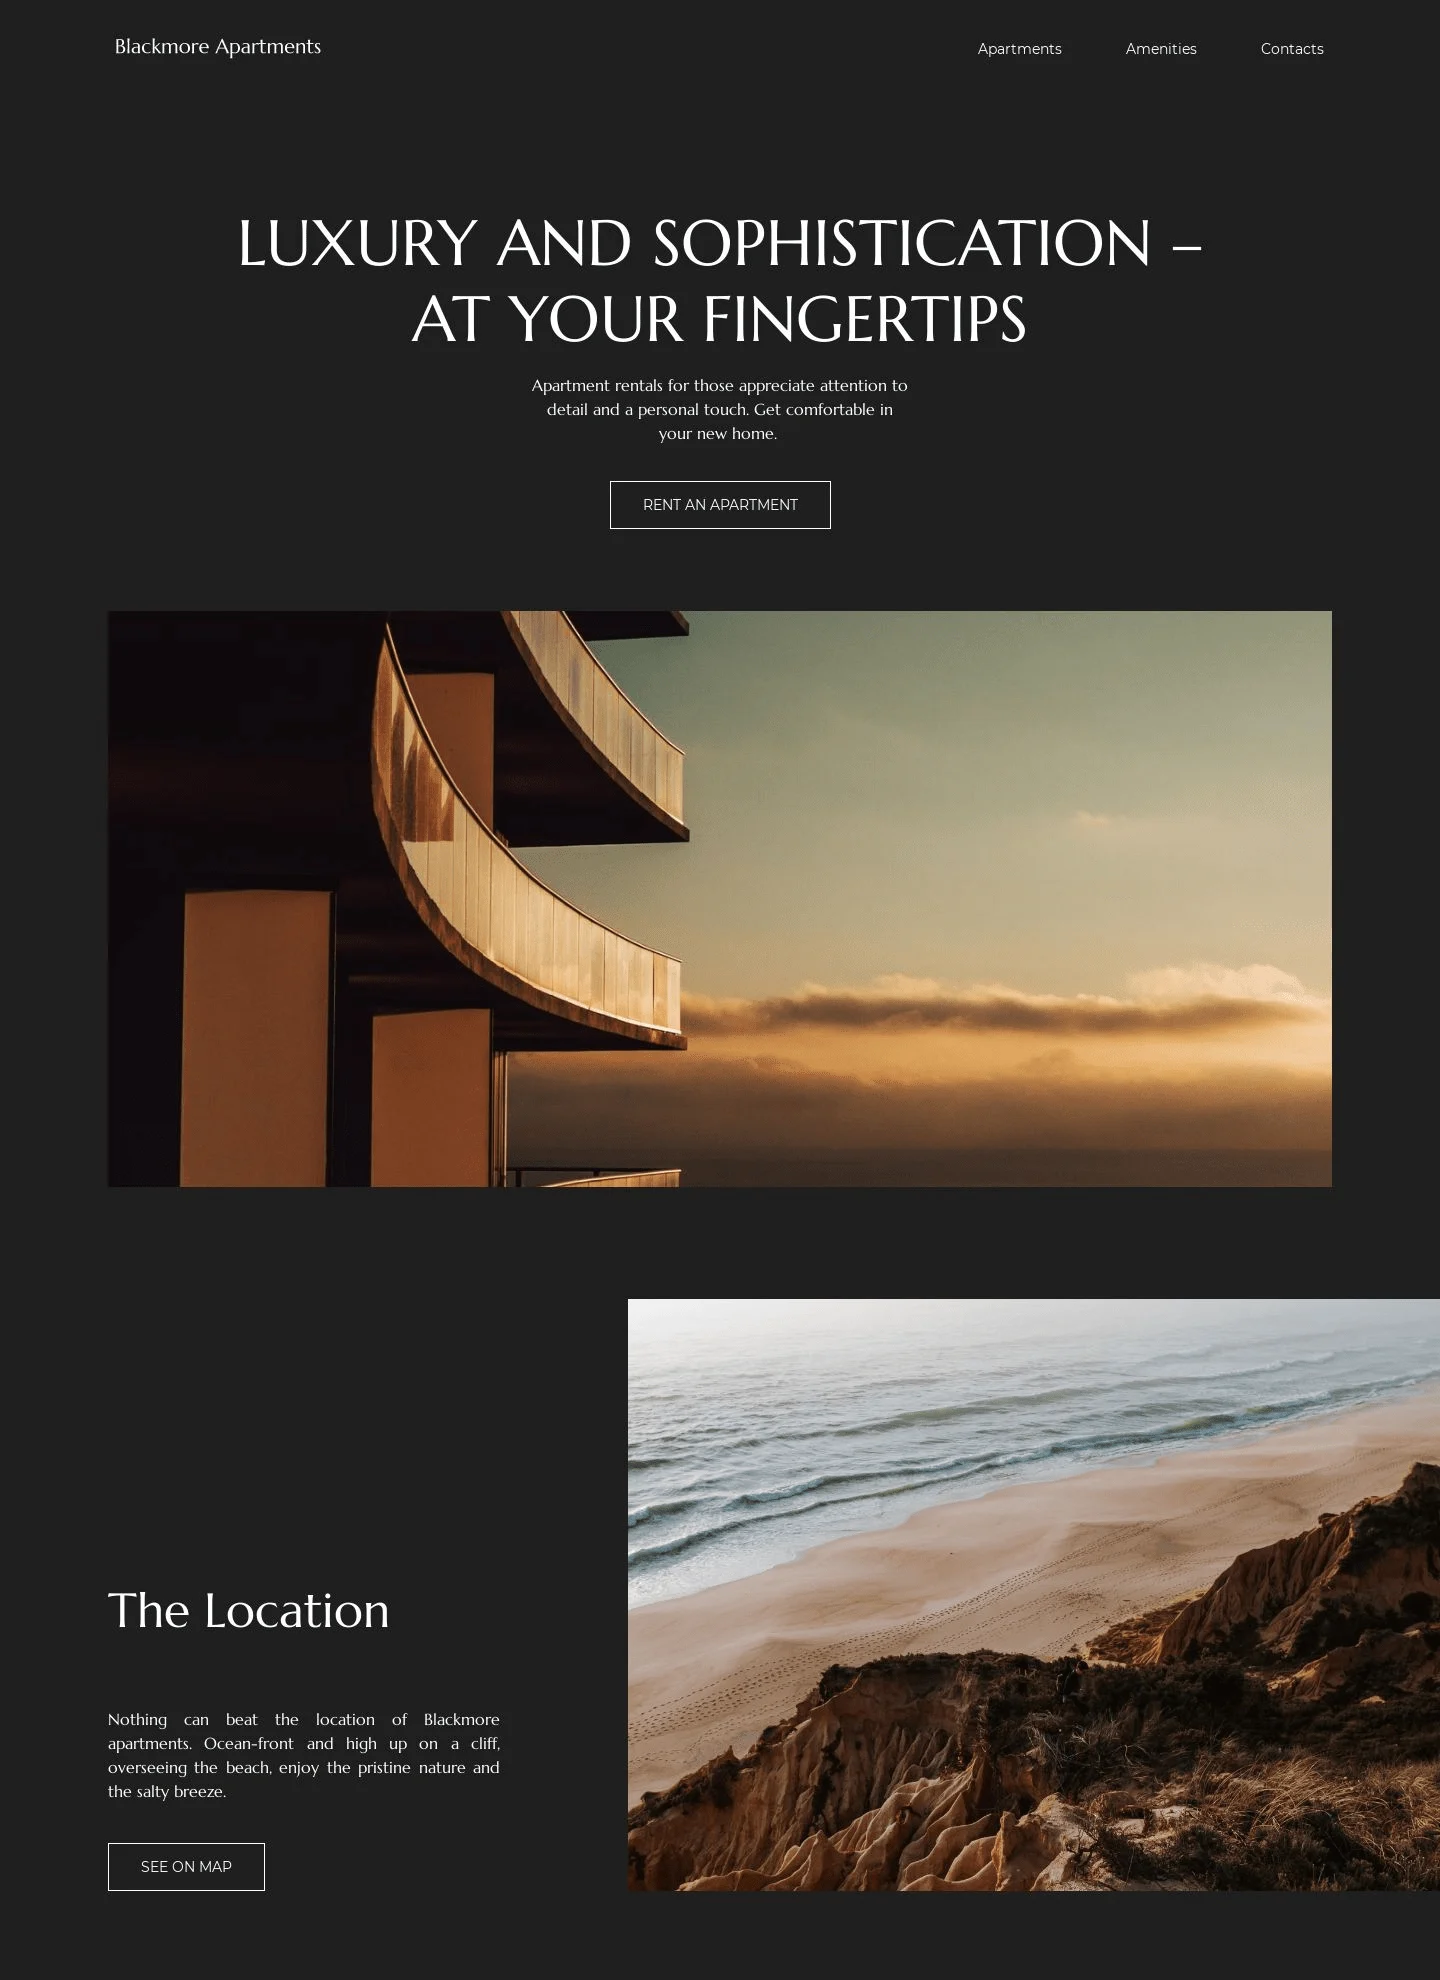 Blackmore Apartments
Apartments Amenities Contacts
LUXURY AND SOPHISTICATION –
AT YOUR FINGERTIPS
Apartment rentals for those appreciate attention to
detail and a personal touch. Get comfortable in
your new home.
RENT AN APARTMENT
The Location
Nothing can beat the location of Blackmore
apartments. Ocean-front and high up on a cliff,
overseeing the beach, enjoy the pristine nature and
the salty breeze.
SEE ON MAP